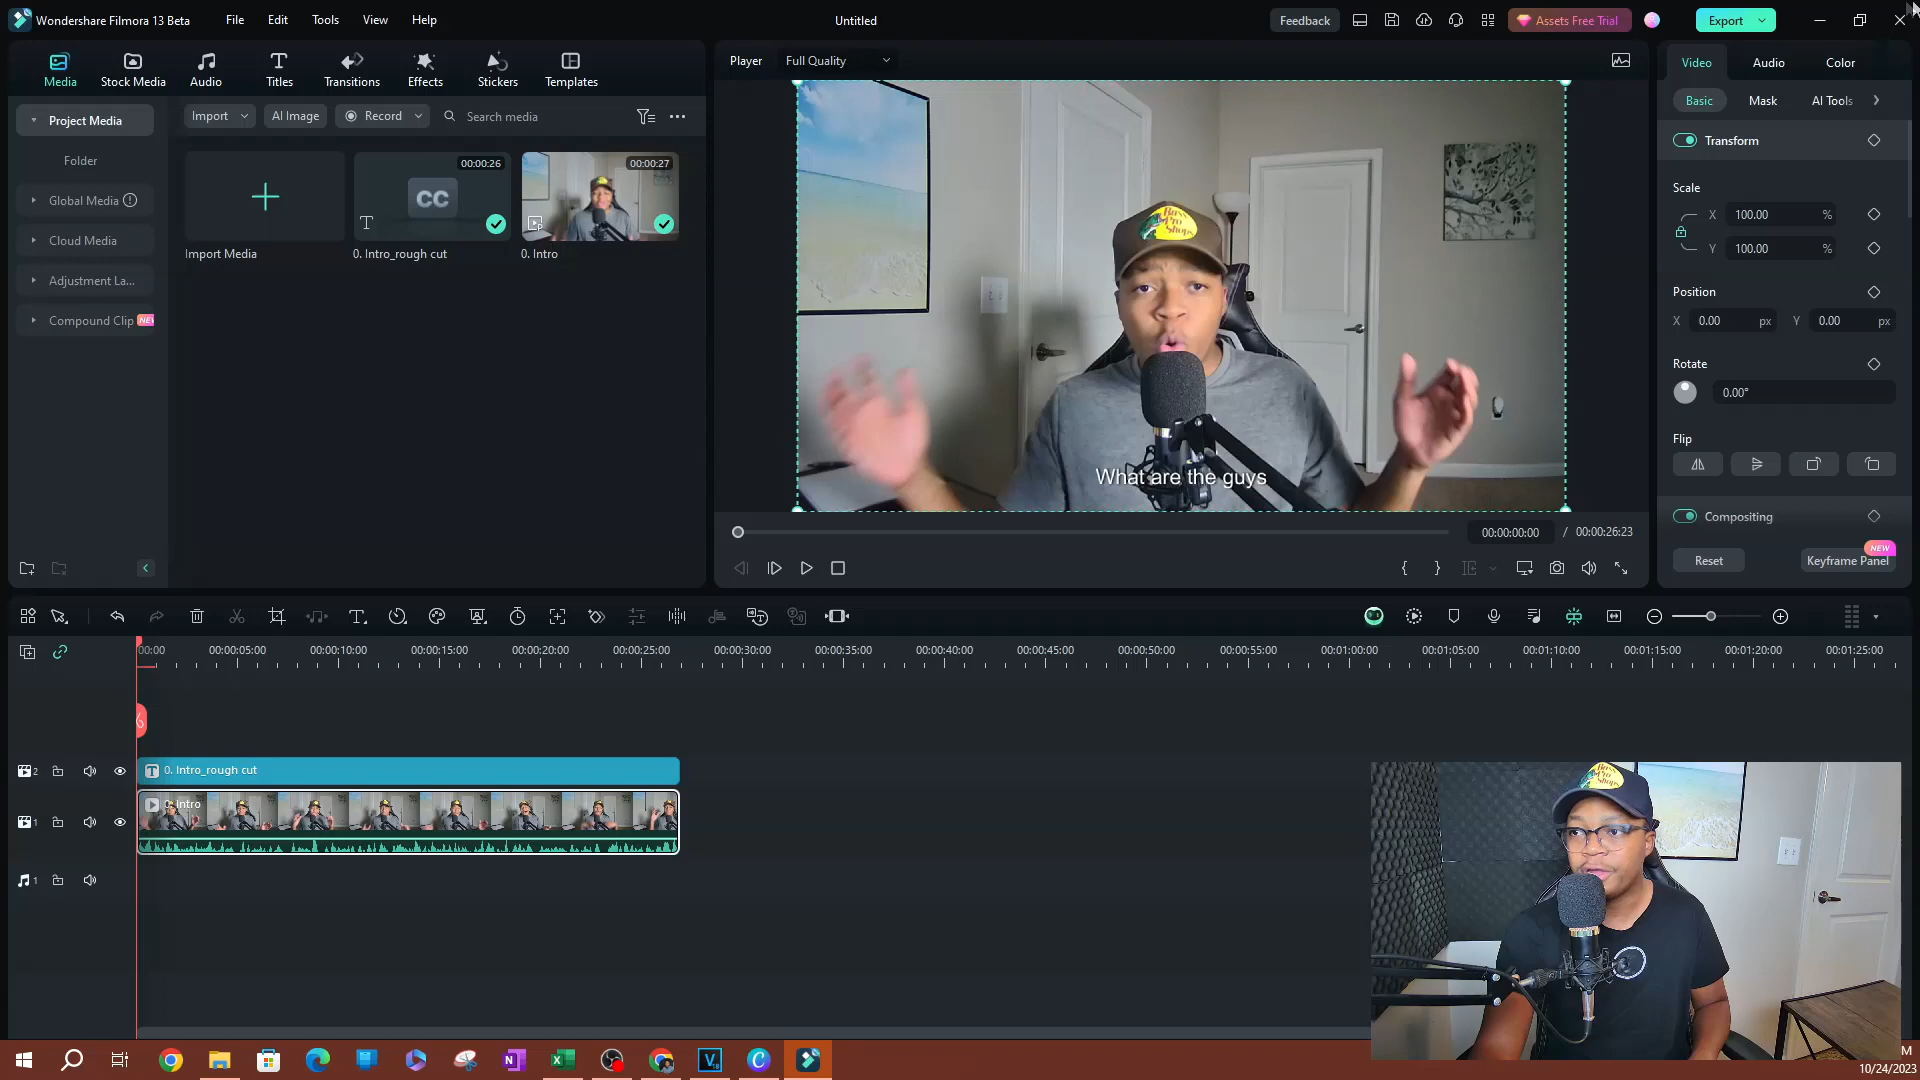 Wondershare Filmora 13 Beta
File
Edit
Tools
View
Help
Untitled
Feedback
Assets Free Trial
Export
Media
Stock Media
Audio
Titles
Transitions
Effects
Stickers
Templates
Player
Full Quality
Video
Audio
Color
Project Media
Import
AI Image
Record
Search media
Basic
Mask
AI Tools
Folder
Global Media
Cloud Media
Adjustment La...
Compound Clip
00:00:26
CC
00:00:27
Import Media
0. Intro_rough cut
0. Intro
Bass
Pro
Shops
What are the guys
Transform
Scale
X
100.00
%
Y
100.00
%
Position
X
0.00
px
Y
0.00
px
Rotate
0.00°
Flip
Compositing
NEW
Reset
Keyframe Panel
00:00:00:00
/
00:00:26:23
00:00
00:00:05:00
00:00:10:00
00:00:15:00
00:00:20:00
00:00:25:00
00:00:30:00
00:00:35:00
00:00:40:00
00:00:45:00
00:00:50:00
00:00:55:00
00:01:00:00
00:01:05:00
00:01:10:00
00:01:15:00
00:01:20:00
00:01:25:00
2
0. Intro_rough cut
1
0. Intro
1
M
10/24/2023